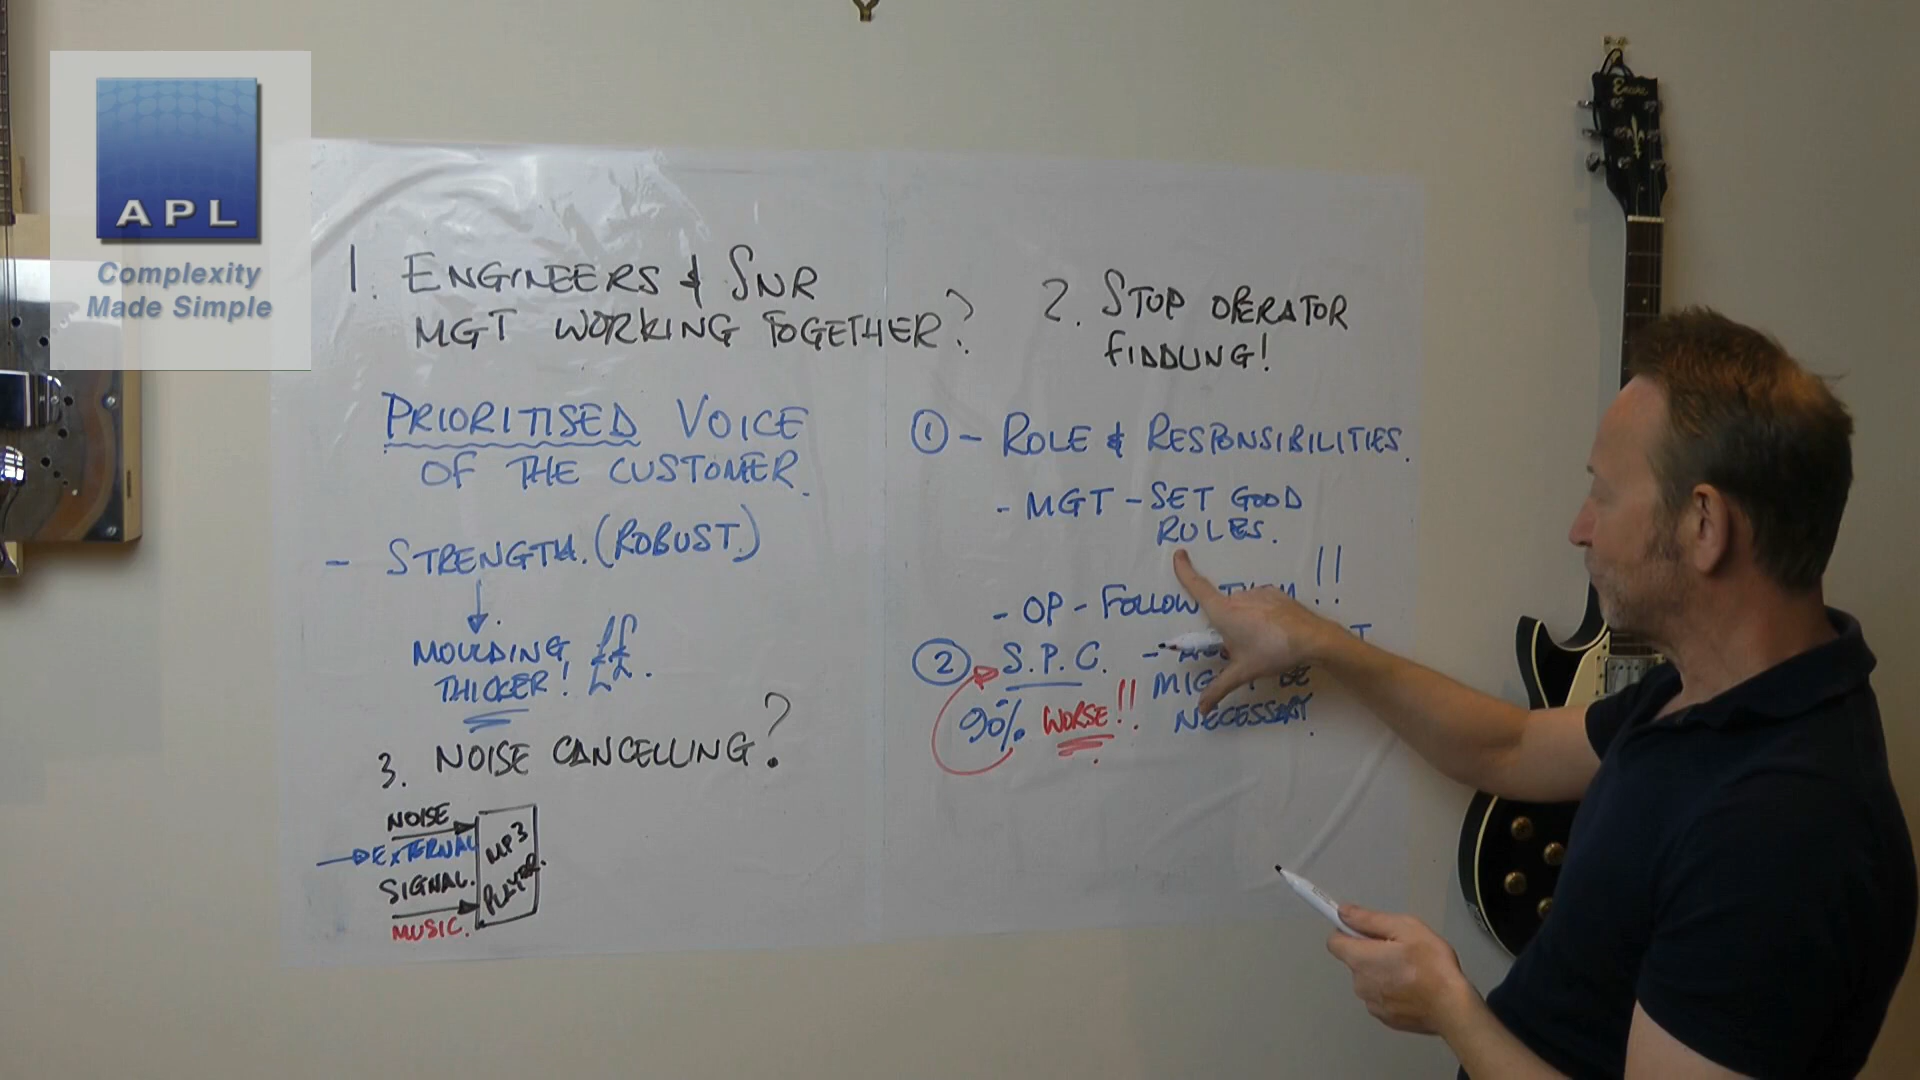 APL
Complexity
Made Simple
1. ENGINEERS & SNR
MGT WORKING TOGETHER?
PRIORITISED VOICE
OF THE CUSTOMER.
- STRENGTH. (ROBUST.)
MOULDING ££
THICKER! ££.
3. NOISE CANCELLING?
NOISE
EXTERNAL
SIGNAL.
MUSIC.
MP3
PLAYER.
2. STOP OPERATOR
FIDDLING!
① - ROLE & RESPONSIBILITIES.
- MGT - SET GOOD
RULES.
- OP - FOLLOW THEM!!
② S.P.C. -
MIGHT BE
90% WORSE!! NECESSARY.
Encore